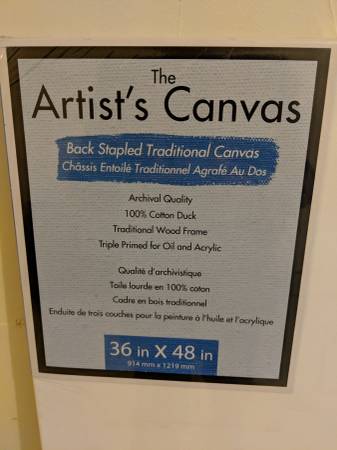 The
Artist's Canvas
Back Stapled Traditional Canvas
Châssis Entoilé Traditionnel Agrafé Au Dos
Archival Quality
100% Cotton Duck
Traditional Wood Frame
Triple Primed for Oil and Acrylic
Qualité d'archivistique
Toile lourde en 100% coton
Cadre en bois traditionnel
Enduite de trois couches pour la peinture à l'huile et l'acrylique
36 in X 48 in
914 mm x 1219 mm